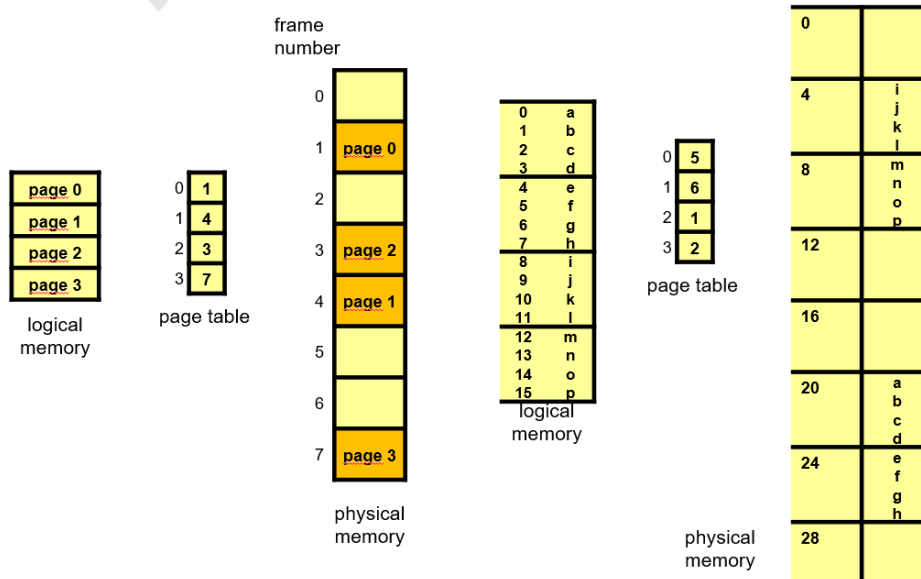 page 0
page 1
page 2
page 3
logical
memory
0 1
1 4
2 3
3 7
page table
frame
number
0
1 page 0
2
3 page 2
4 page 1
5
6
7 page 3
physical
memory
0 a
1 b
2 c
3 d
4 e
5 f
6 g
7 h
8 i
9 j
10 k
11 l
12 m
13 n
14 o
15 p
logical
memory
0 5
1 6
2 1
3 2
page table
0
4 i
j
k
l
8 m
n
o
p
12
16
20 a
b
c
d
24 e
f
g
h
28
physical
memory